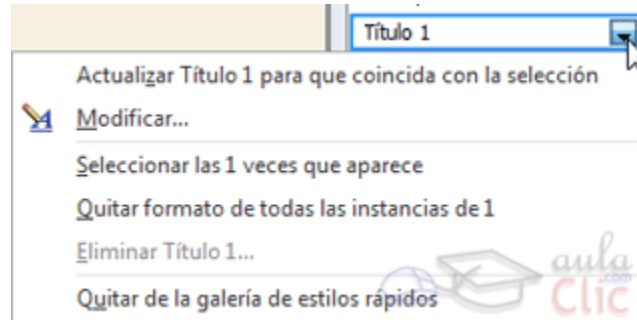 Título 1
Actualizar Título 1 para que coincida con la selección
Modificar...
Seleccionar las 1 veces que aparece
Quitar formato de todas las instancias de 1
Eliminar Título 1...
Quitar de la galería de estilos rápidos
aula
.com
Clic